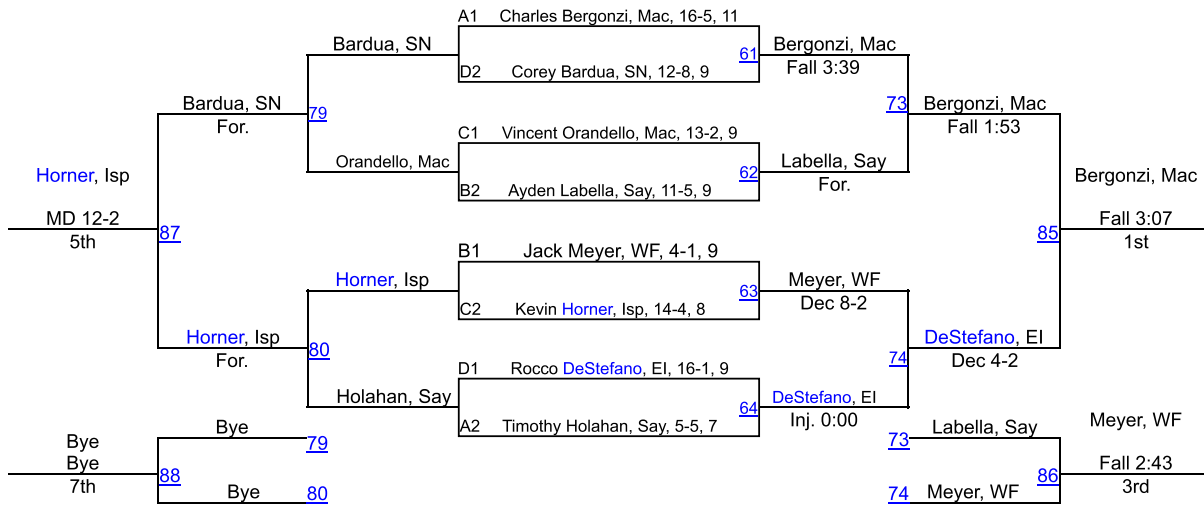 A1 Charles Bergonzi, Mac, 16-5, 11
Bardua, SN
61
Bergonzi, Mac
D2 Corey Bardua, SN, 12-8, 9
Fall 3:39
Bardua, SN
79
For.
73
Bergonzi, Mac
Fall 1:53
C1 Vincent Orandello, Mac, 13-2, 9
Orandello, Mac
62
Labella, Say
B2 Ayden Labella, Say, 11-5, 9
For.
Horner, Isp
MD 12-2
5th
87
Bergonzi, Mac
85
Fall 3:07
1st
B1 Jack Meyer, WF, 4-1, 9
Horner, Isp
63
Meyer, WF
C2 Kevin Horner, Isp, 14-4, 8
Dec 8-2
Horner, Isp
80
For.
74
DeStefano, EI
Dec 4-2
D1 Rocco DeStefano, EI, 16-1, 9
Holahan, Say
64
DeStefano, EI
A2 Timothy Holahan, Say, 5-5, 7
Inj. 0:00
Bye
79
Bye
Bye
7th
88
Bye
80
73
Labella, Say
Meyer, WF
86
Fall 2:43
3rd
74
Meyer, WF